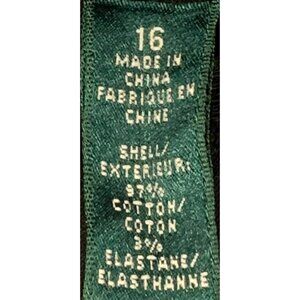 16
MADE IN
CHINA
FABRIQUE EN
CHINE
SHELL/
EXTERIEUR:
97%
COTTON/
COTON
3%
ELASTANE/
ELASTHANNE